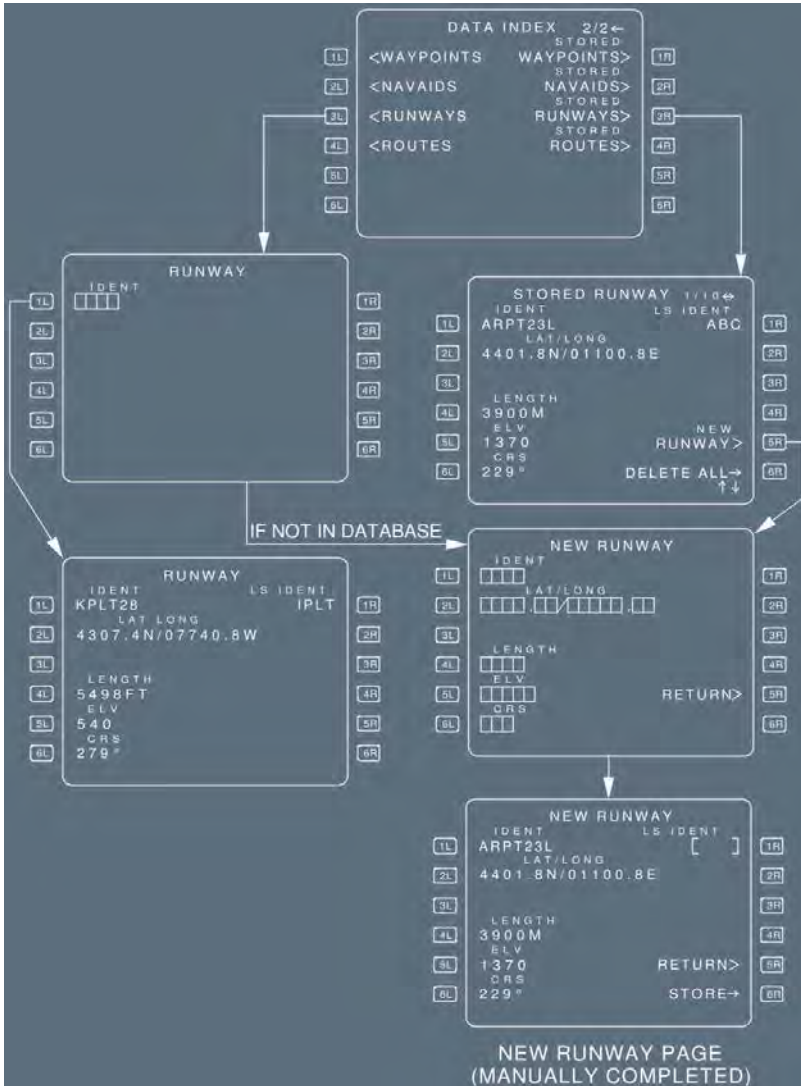 DATA INDEX 2/2←
STORED
1L <WAYPOINTS WAYPOINTS> 1R
STORED
2L <NAVAIDS NAVAIDS> 2R
STORED
3L <RUNWAYS RUNWAYS> 3R
STORED
4L <ROUTES ROUTES> 4R
5L 5R
6L 6R
RUNWAY
IDENT
1L 1R
2L 2R
3L 3R
4L 4R
5L 5R
6L 6R
STORED RUNWAY 1/10↔
IDENT LS IDENT
1L ARPT23L ABC 1R
LAT/LONG
2L 4401.8N/01100.8E 2R
3L 3R
LENGTH
4L 3900M 4R
ELV NEW
5L 1370 RUNWAY> 5R
CRS
6L 229° DELETE ALL→ 6R
↑↓
IF NOT IN DATABASE
RUNWAY
IDENT LS IDENT
1L KPLT28 IPLT 1R
LAT LONG
2L 4307.4N/07740.8W 2R
3L 3R
LENGTH
4L 5498FT 4R
ELV
5L 540 5R
CRS
6L 279° 6R
NEW RUNWAY
IDENT
1L 1R
LAT/LONG
2L . / . 2R
3L 3R
LENGTH
4L 4R
ELV
5L RETURN> 5R
CRS
6L 6R
NEW RUNWAY
IDENT LS IDENT
1L ARPT23L [ ] 1R
LAT/LONG
2L 4401.8N/01100.8E 2R
3L 3R
LENGTH
4L 3900M 4R
ELV
5L 1370 RETURN> 5R
CRS
6L 229° STORE→ 6R
NEW RUNWAY PAGE
(MANUALLY COMPLETED)